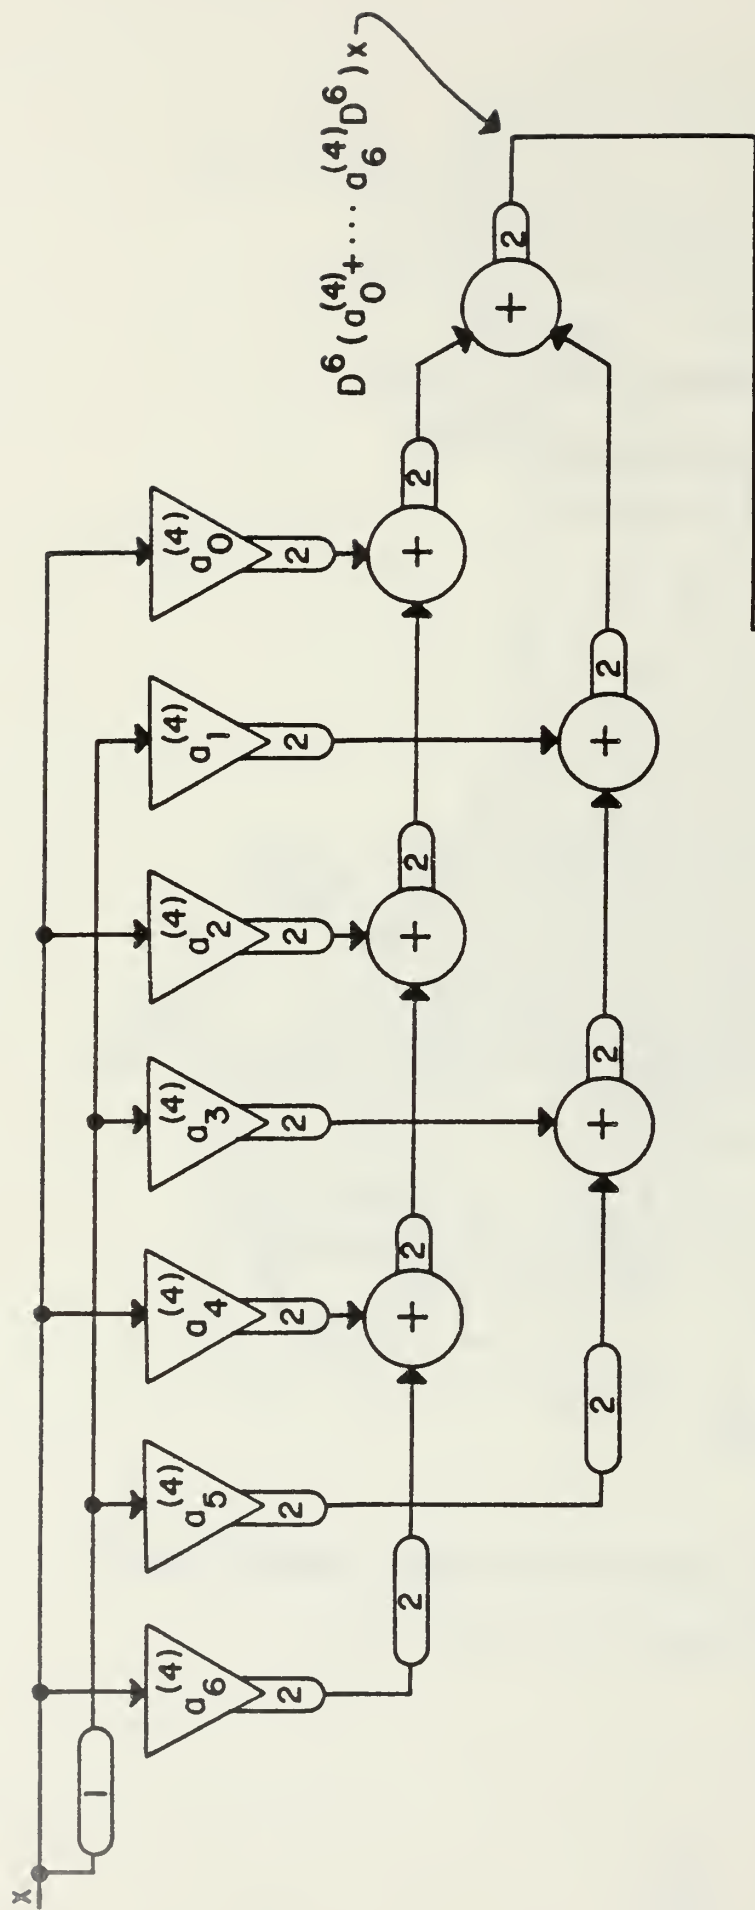 x
1
a₆⁽⁴⁾ a₅⁽⁴⁾ a₄⁽⁴⁾ a₃⁽⁴⁾ a₂⁽⁴⁾ a₁⁽⁴⁾ a₀⁽⁴⁾
2 2 2 2 2 2 2
D⁶(a₀⁽⁴⁾+....a₆⁽⁴⁾D⁶)x
2 + 2 + 2 + 2
+ 2
2 + 2 + 2